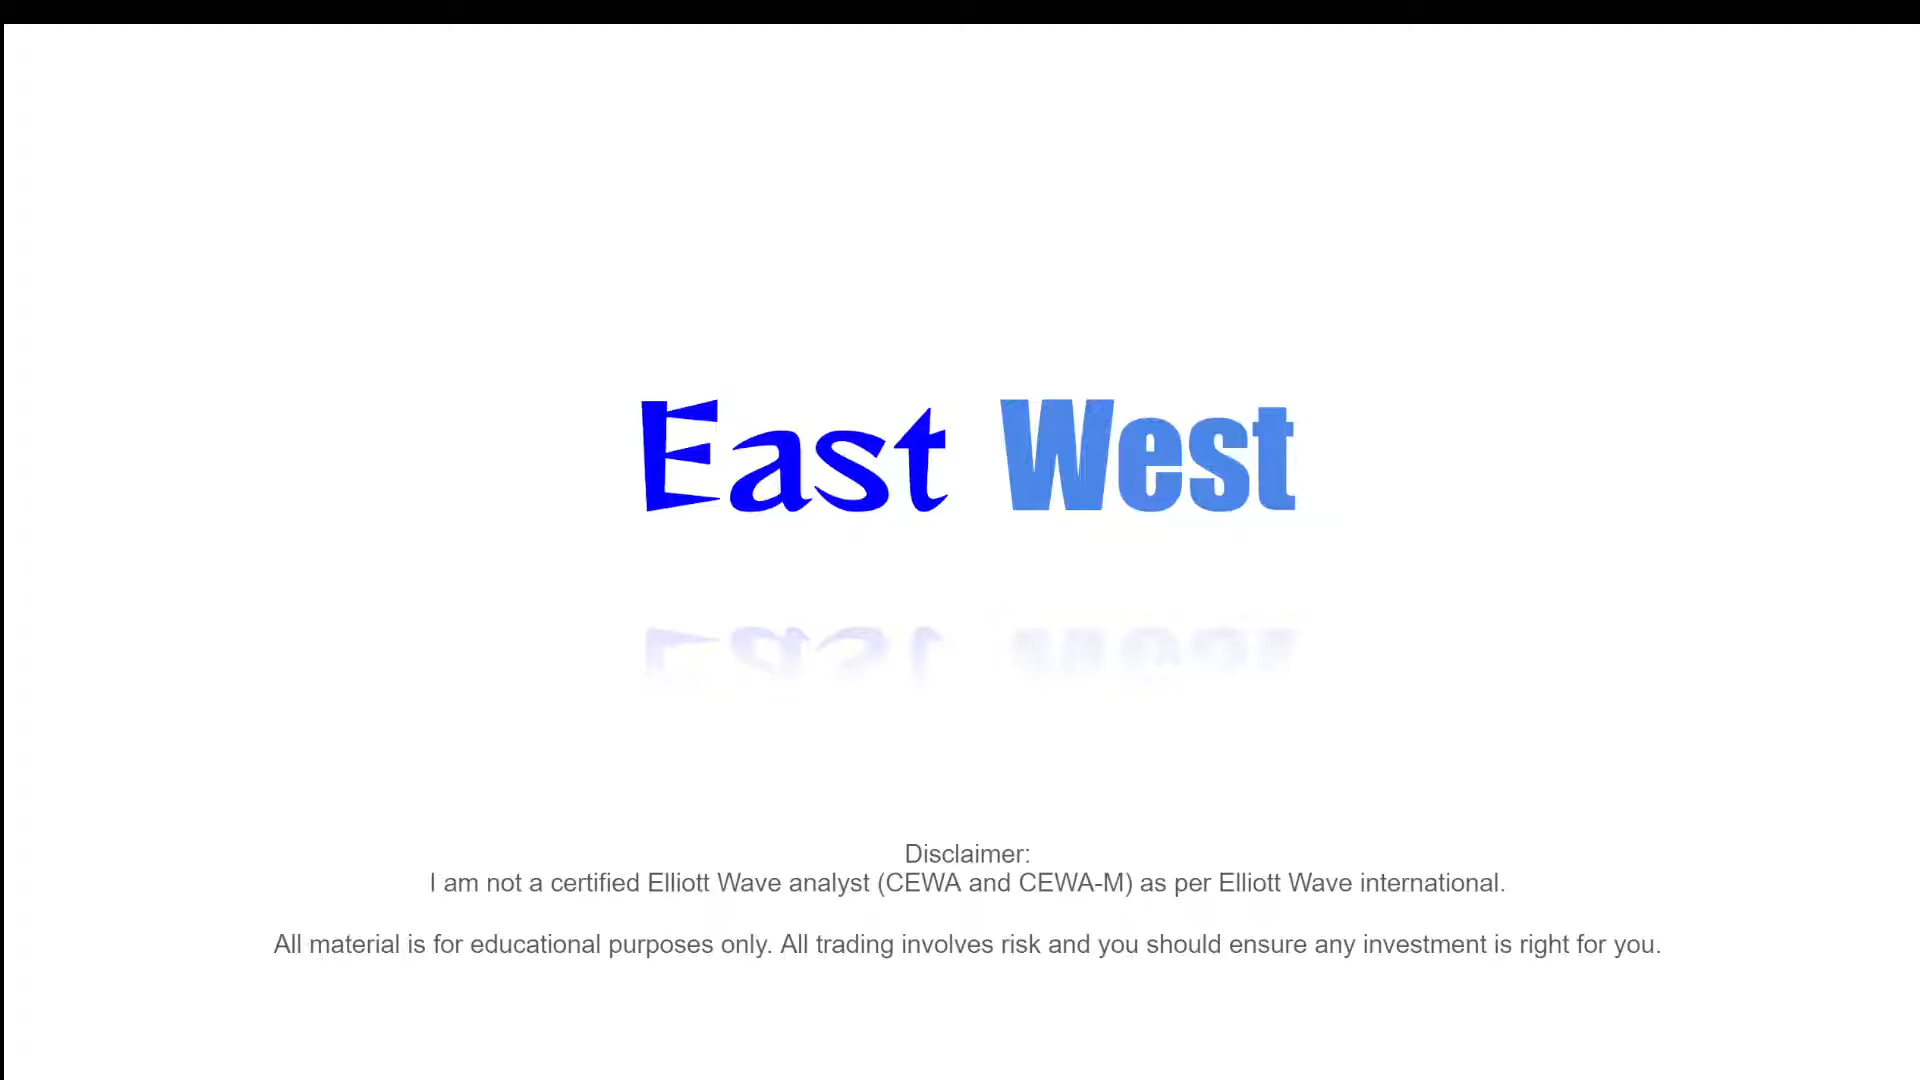 East West
Disclaimer:
I am not a certified Elliott Wave analyst (CEWA and CEWA-M) as per Elliott Wave international.
All material is for educational purposes only. All trading involves risk and you should ensure any investment is right for you.